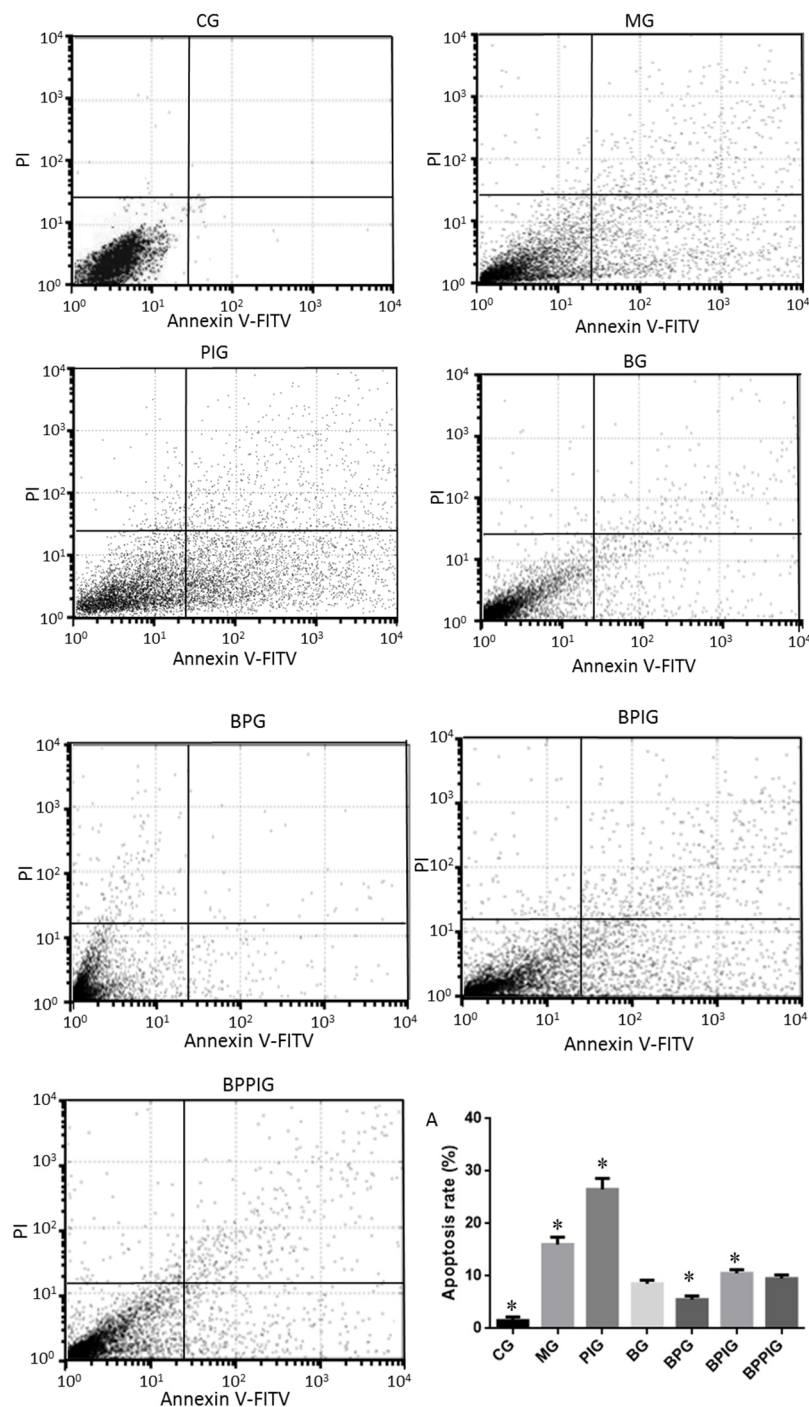 CG
PI
10⁴
10³
10²
10¹
10⁰
10⁰ 10¹ 10² 10³ 10⁴
Annexin V-FITV
MG
PI
10⁴
10³
10²
10¹
10⁰
10⁰ 10¹ 10² 10³ 10⁴
Annexin V-FITV
PIG
PI
10⁴
10³
10²
10¹
10⁰
10⁰ 10¹ 10² 10³ 10⁴
Annexin V-FITV
BG
PI
10⁴
10³
10²
10¹
10⁰
10⁰ 10¹ 10² 10³ 10⁴
Annexin V-FITV
BPG
PI
10⁴
10³
10²
10¹
10⁰
10⁰ 10¹ 10² 10³ 10⁴
Annexin V-FITV
BPIG
PI
10⁴
10³
10²
10¹
10⁰
10⁰ 10¹ 10² 10³ 10⁴
Annexin V-FITV
BPPIG
PI
10⁴
10³
10²
10¹
10⁰
10⁰ 10¹ 10² 10³ 10⁴
Annexin V-FITV
A
Apoptosis rate (%)
40
30
20
10
0
* * * * *
CG MG PIG BG BPG BPIG BPPIG